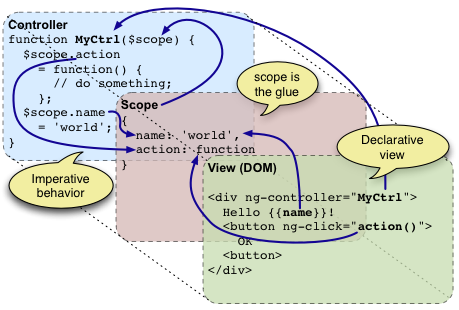 Controller
function MyCtrl($scope) {
$scope.action
= function() {
// do something;
};
$scope.name
= 'world';
}
scope is
the glue
Scope
{
name: 'world',
action: function
}
Declarative
view
Imperative
behavior
View (DOM)
<div ng-controller="MyCtrl">
Hello {{name}}!
<button ng-click="action()">
OK
<button>
</div>